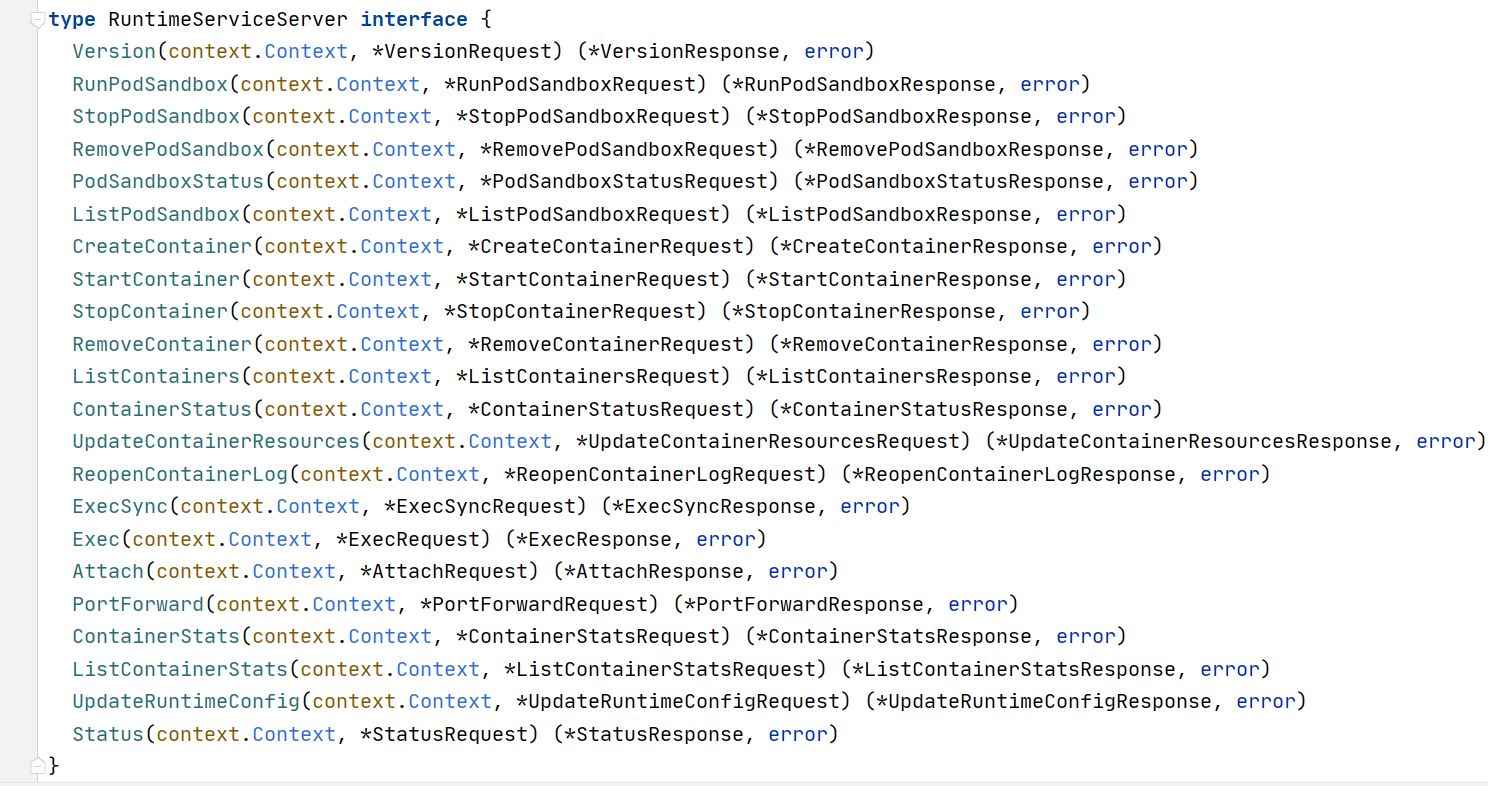 type RuntimeServiceServer interface {
Version(context.Context, *VersionRequest) (*VersionResponse, error)
RunPodSandbox(context.Context, *RunPodSandboxRequest) (*RunPodSandboxResponse, error)
StopPodSandbox(context.Context, *StopPodSandboxRequest) (*StopPodSandboxResponse, error)
RemovePodSandbox(context.Context, *RemovePodSandboxRequest) (*RemovePodSandboxResponse, error)
PodSandboxStatus(context.Context, *PodSandboxStatusRequest) (*PodSandboxStatusResponse, error)
ListPodSandbox(context.Context, *ListPodSandboxRequest) (*ListPodSandboxResponse, error)
CreateContainer(context.Context, *CreateContainerRequest) (*CreateContainerResponse, error)
StartContainer(context.Context, *StartContainerRequest) (*StartContainerResponse, error)
StopContainer(context.Context, *StopContainerRequest) (*StopContainerResponse, error)
RemoveContainer(context.Context, *RemoveContainerRequest) (*RemoveContainerResponse, error)
ListContainers(context.Context, *ListContainersRequest) (*ListContainersResponse, error)
ContainerStatus(context.Context, *ContainerStatusRequest) (*ContainerStatusResponse, error)
UpdateContainerResources(context.Context, *UpdateContainerResourcesRequest) (*UpdateContainerResourcesResponse, error)
ReopenContainerLog(context.Context, *ReopenContainerLogRequest) (*ReopenContainerLogResponse, error)
ExecSync(context.Context, *ExecSyncRequest) (*ExecSyncResponse, error)
Exec(context.Context, *ExecRequest) (*ExecResponse, error)
Attach(context.Context, *AttachRequest) (*AttachResponse, error)
PortForward(context.Context, *PortForwardRequest) (*PortForwardResponse, error)
ContainerStats(context.Context, *ContainerStatsRequest) (*ContainerStatsResponse, error)
ListContainerStats(context.Context, *ListContainerStatsRequest) (*ListContainerStatsResponse, error)
UpdateRuntimeConfig(context.Context, *UpdateRuntimeConfigRequest) (*UpdateRuntimeConfigResponse, error)
Status(context.Context, *StatusRequest) (*StatusResponse, error)
}